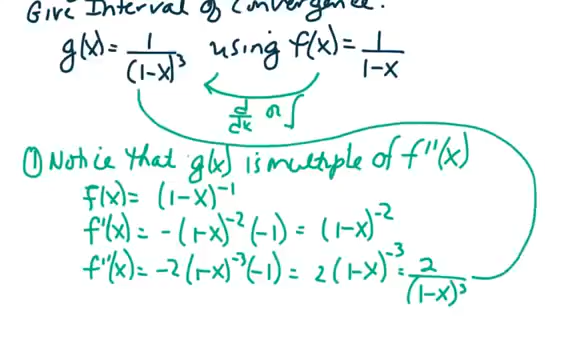 Give Interval of Convergence.
g(x) = 1/(1-x)³ using f(x) = 1/1-x
d/dx or ∫
① Notice that g(x) is multiple of f''(x)
f(x) = (1-x)⁻¹
f'(x) = -(1-x)⁻²(-1) = (1-x)⁻²
f''(x) = -2(1-x)⁻³(-1) = 2(1-x)⁻³ = 2/(1-x)³